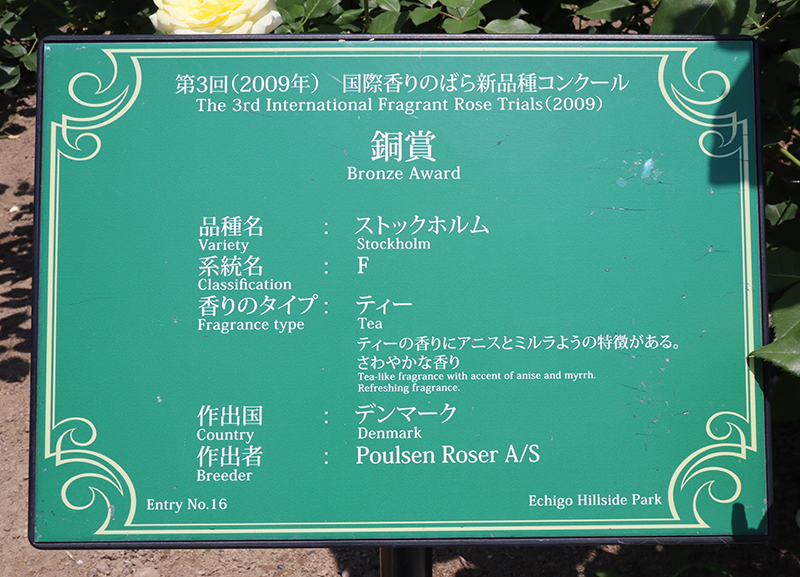 第3回（2009年）　国際香りのばら新品種コンクール
The 3rd International Fragrant Rose Trials(2009)
銅賞
Bronze Award
品種名 : ストックホルム
Variety Stockholm
系統名 : F
Classification
香りのタイプ : ティー
Fragrance type Tea
ティーの香りにアニスとミルラようの特徴がある。
さわやかな香り
Tea-like fragrance with accent of anise and myrrh.
Refreshing fragrance.
作出国 : デンマーク
Country Denmark
作出者 : Poulsen Roser A/S
Breeder
Entry No.16 Echigo Hillside Park